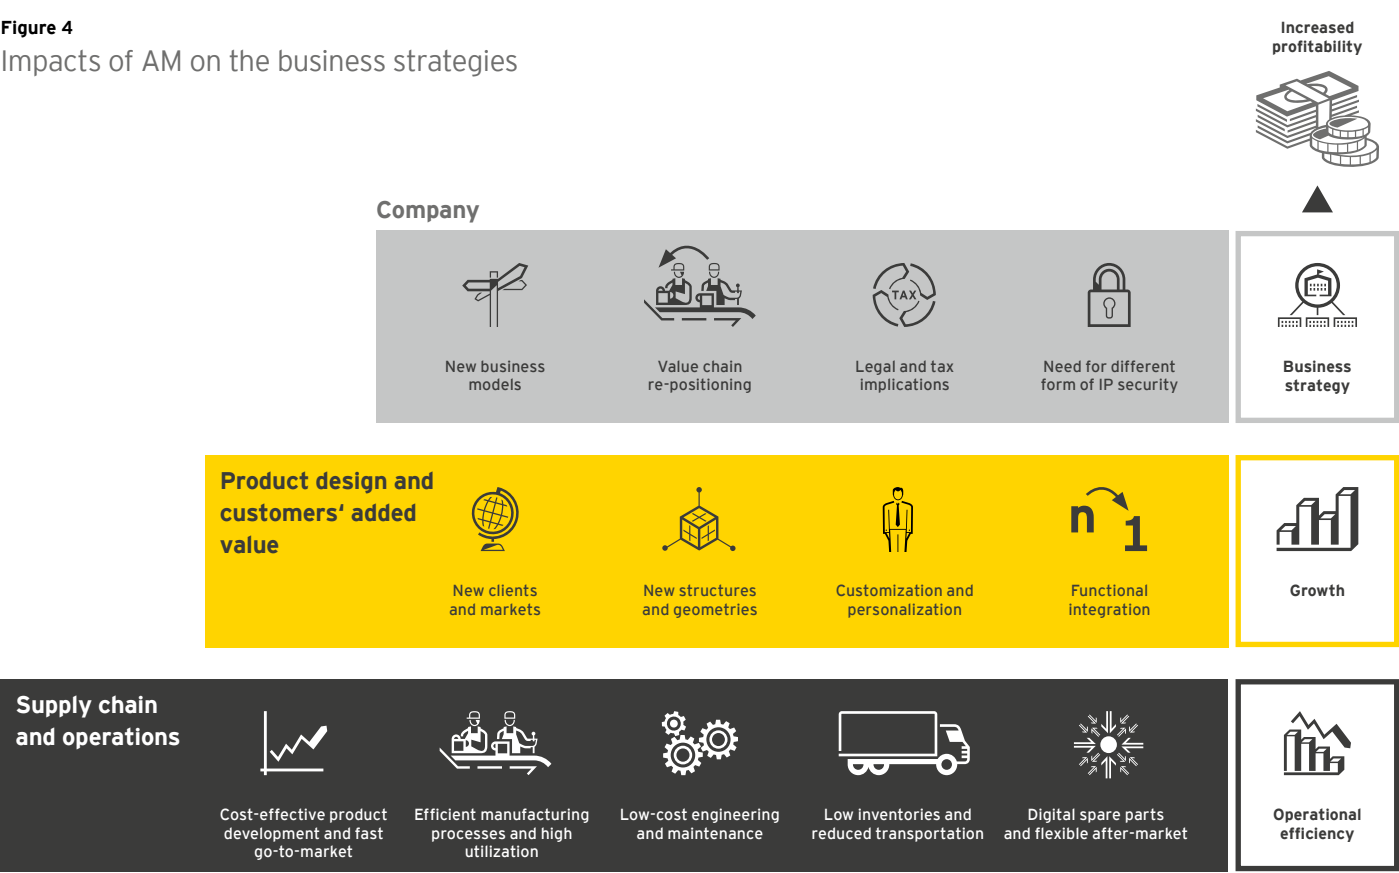 Figure 4
Impacts of AM on the business strategies
Increased
profitability
Company
TAX
New business
models
Value chain
re-positioning
Legal and tax
implications
Need for different
form of IP security
Business
strategy
Product design and
customers‘ added
value
n 1
New clients
and markets
New structures
and geometries
Customization and
personalization
Functional
integration
Growth
Supply chain
and operations
Cost-effective product
development and fast
go-to-market
Efficient manufacturing
processes and high
utilization
Low-cost engineering
and maintenance
Low inventories and
reduced transportation
Digital spare parts
and flexible after-market
Operational
efficiency